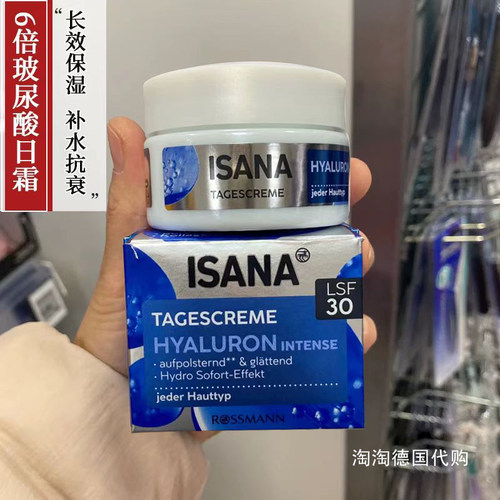 6倍玻尿酸日霜
“长效保湿 补水抗衰”
ISANA
TAGESCREME
HYALURON
jeder Hauttyp
ISANA
LSF
30
TAGESCREME
HYALURON INTENSE
· aufpolsternd** & glättend
· Hydro Sofort-Effekt
jeder Hauttyp
ROSSMANN
淘淘德国代购